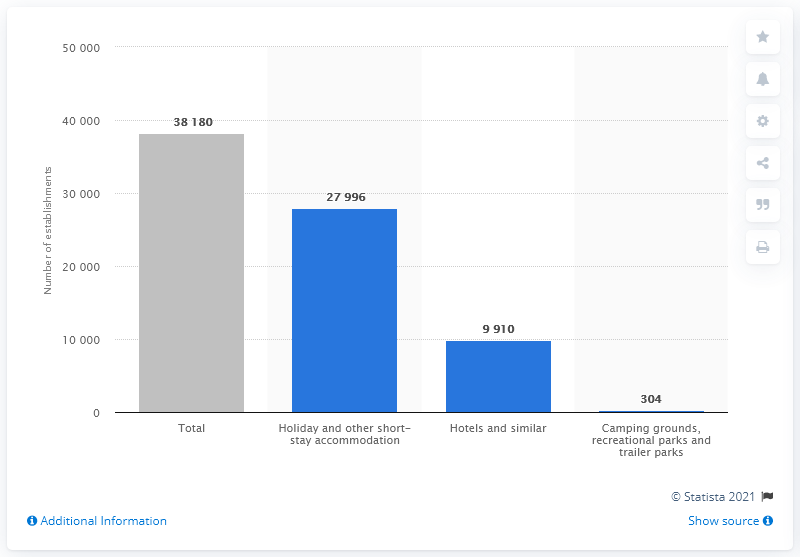 50 000
40 000
30 000
20 000
10 000
0
Number of establishments
38 180
27 996
9 910
304
Total
Holiday and other short-
stay accommodation
Hotels and similar
Camping grounds,
recreational parks and
trailer parks
© Statista 2021
Additional Information
Show source